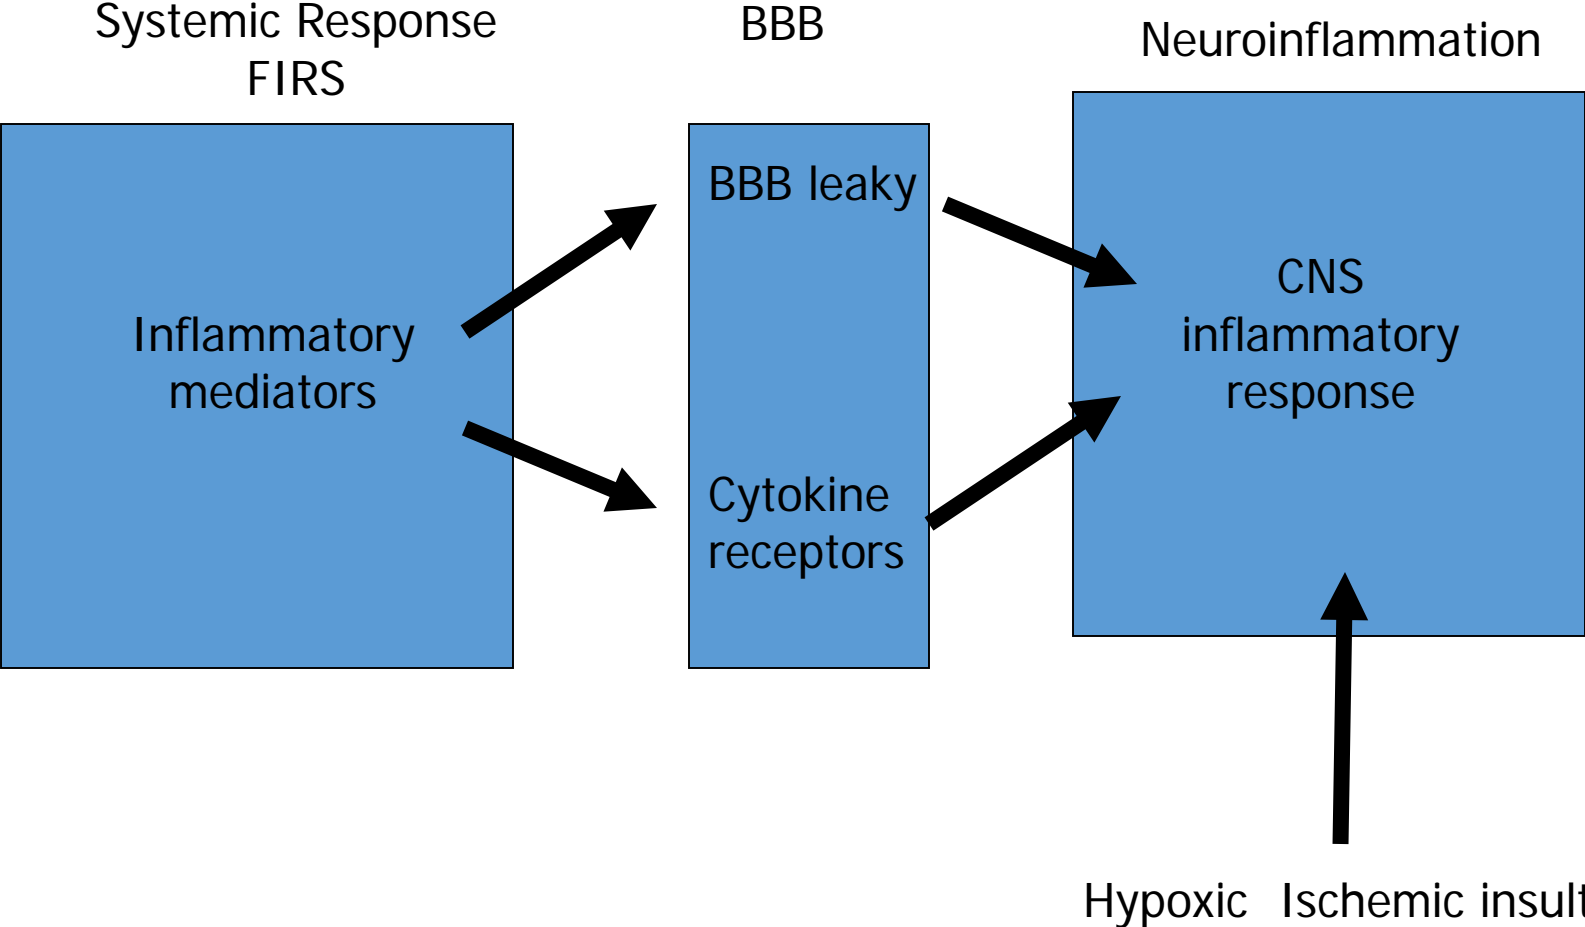 Systemic Response
FIRS
BBB
Neuroinflammation
Inflammatory
mediators
BBB leaky
Cytokine
receptors
CNS
inflammatory
response
Hypoxic Ischemic insult